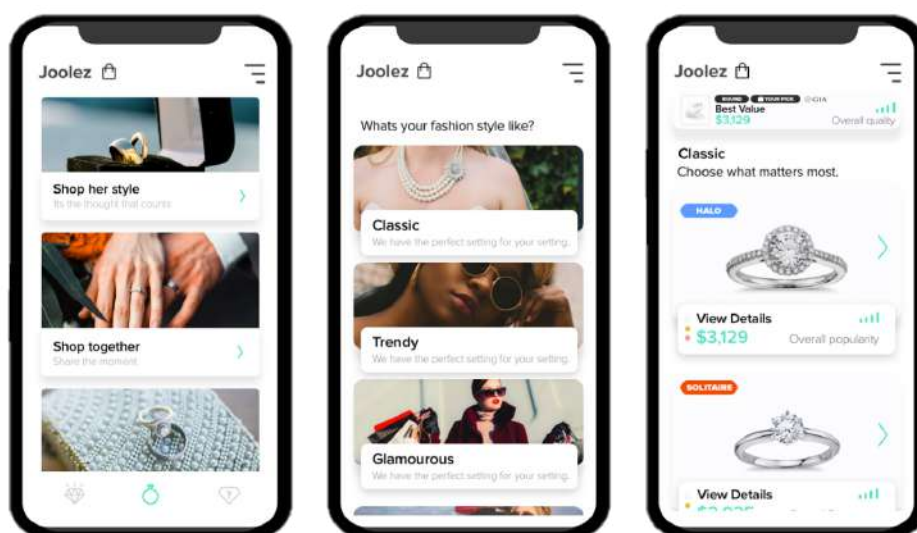 Joolez
Shop her style
Its the thought that counts
Shop together
Share the moment
Joolez
Whats your fashion style like?
Classic
We have the perfect setting for your setting.
Trendy
We have the perfect setting for your setting.
Glamourous
We have the perfect setting for your setting.
Joolez
ROUND YOUR PICK GIA
Best Value
$3,129 Overall quality
Classic
Choose what matters most.
HALO
View Details
$3,129 Overall popularity
SOLITAIRE
View Details